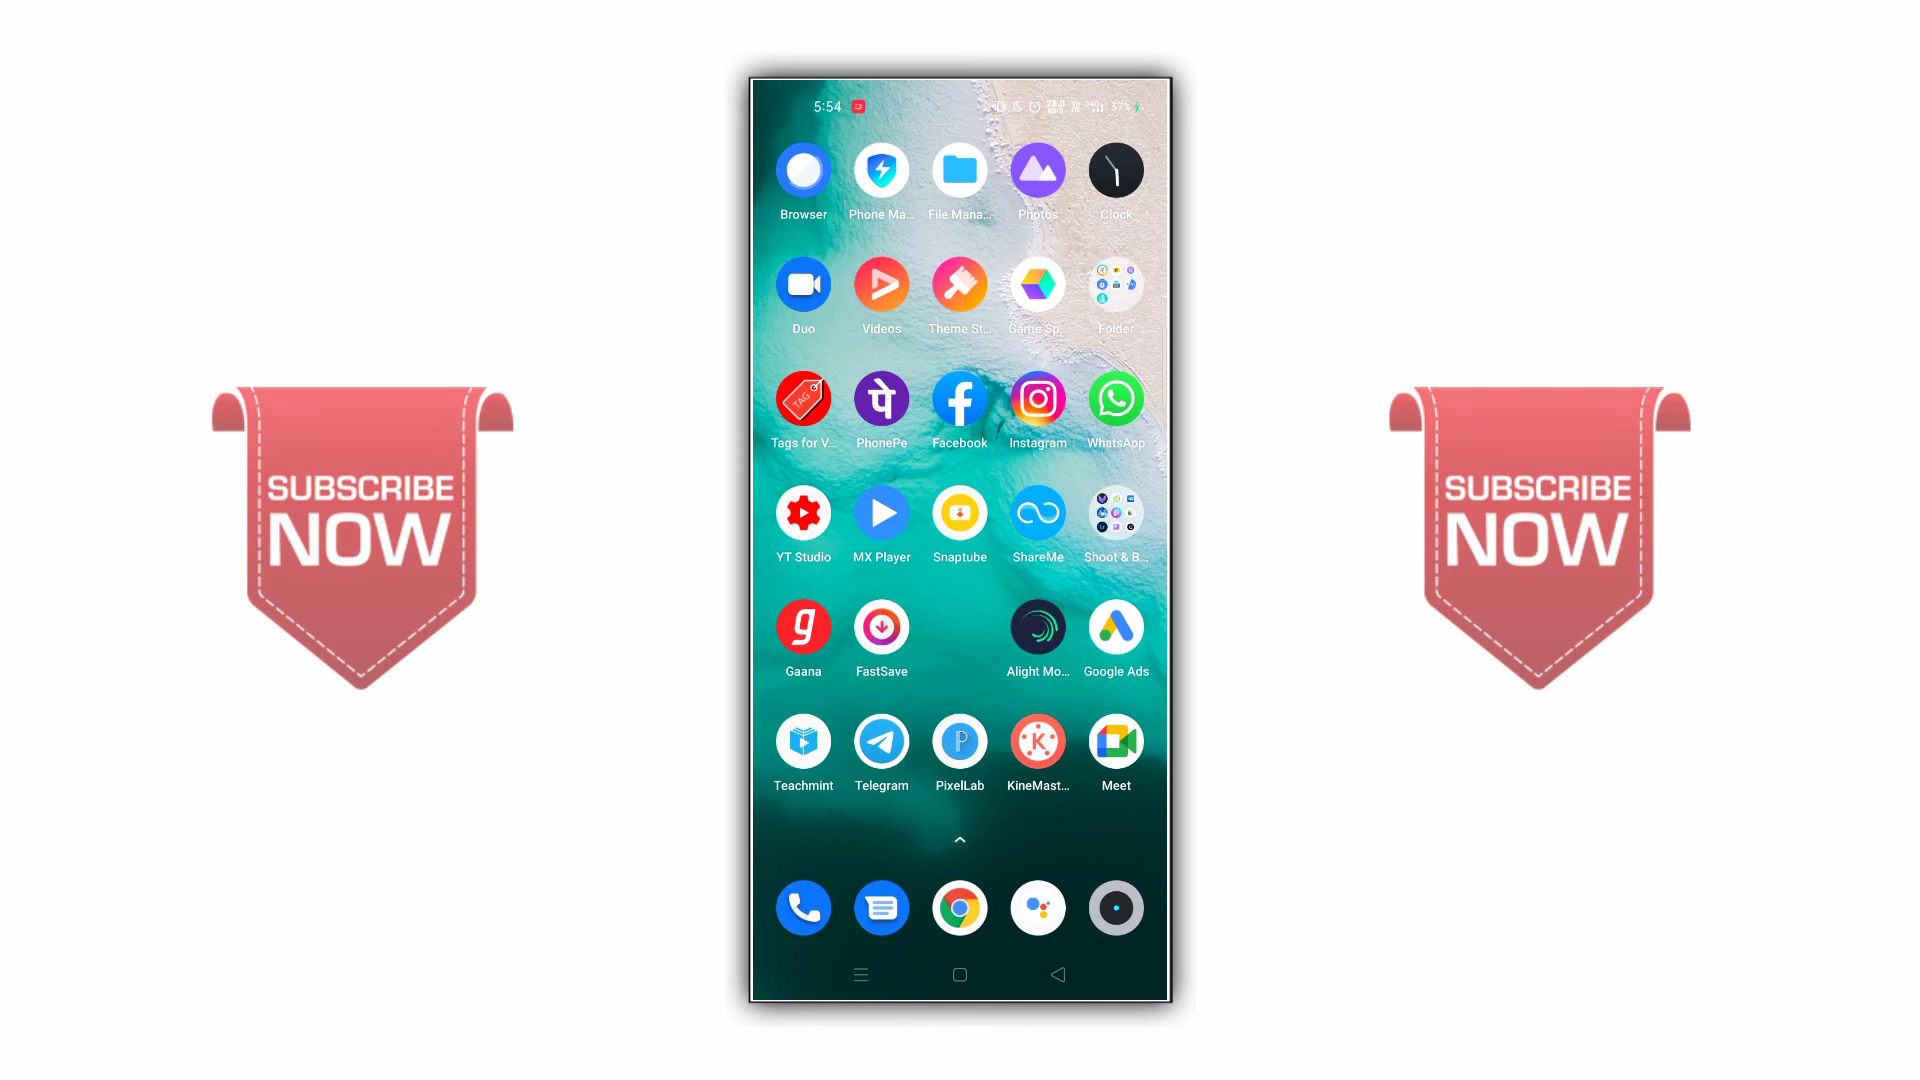 5:54
37%
Browser
Phone Ma...
File Mana...
Photos
Clock
Duo
Videos
Theme St...
Game Sp...
Folder
TAG
Tags for V...
पे
PhonePe
Facebook
Instagram
WhatsApp
YT Studio
MX Player
Snaptube
ShareMe
Shoot & B...
g
Gaana
FastSave
Alight Mo...
Google Ads
P
K
Teachmint
Telegram
PixelLab
KineMast...
Meet
SUBSCRIBE
NOW
SUBSCRIBE
NOW